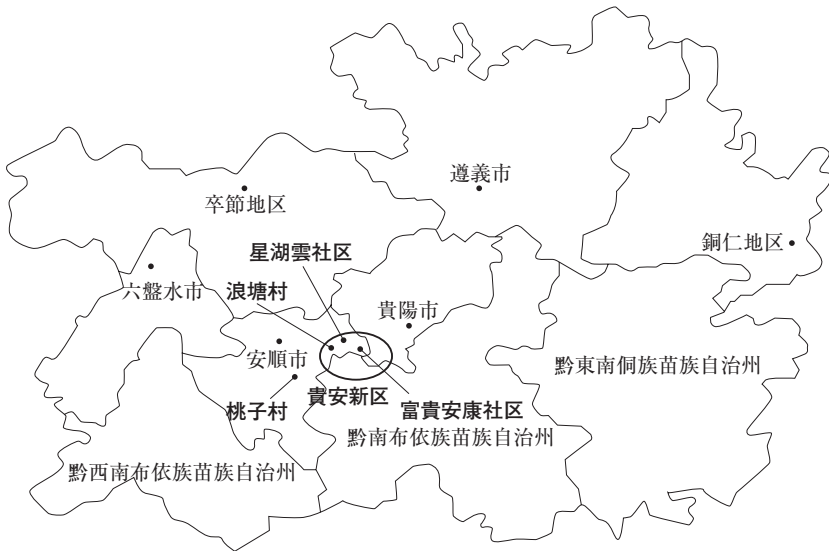 遵義市
卒節地区
銅仁地区
星湖雲社区
六盤水市
浪塘村
貴陽市
安順市
黔東南侗族苗族自治州
貴安新区
桃子村
富貴安康社区
黔南布依族苗族自治州
黔西南布依族苗族自治州